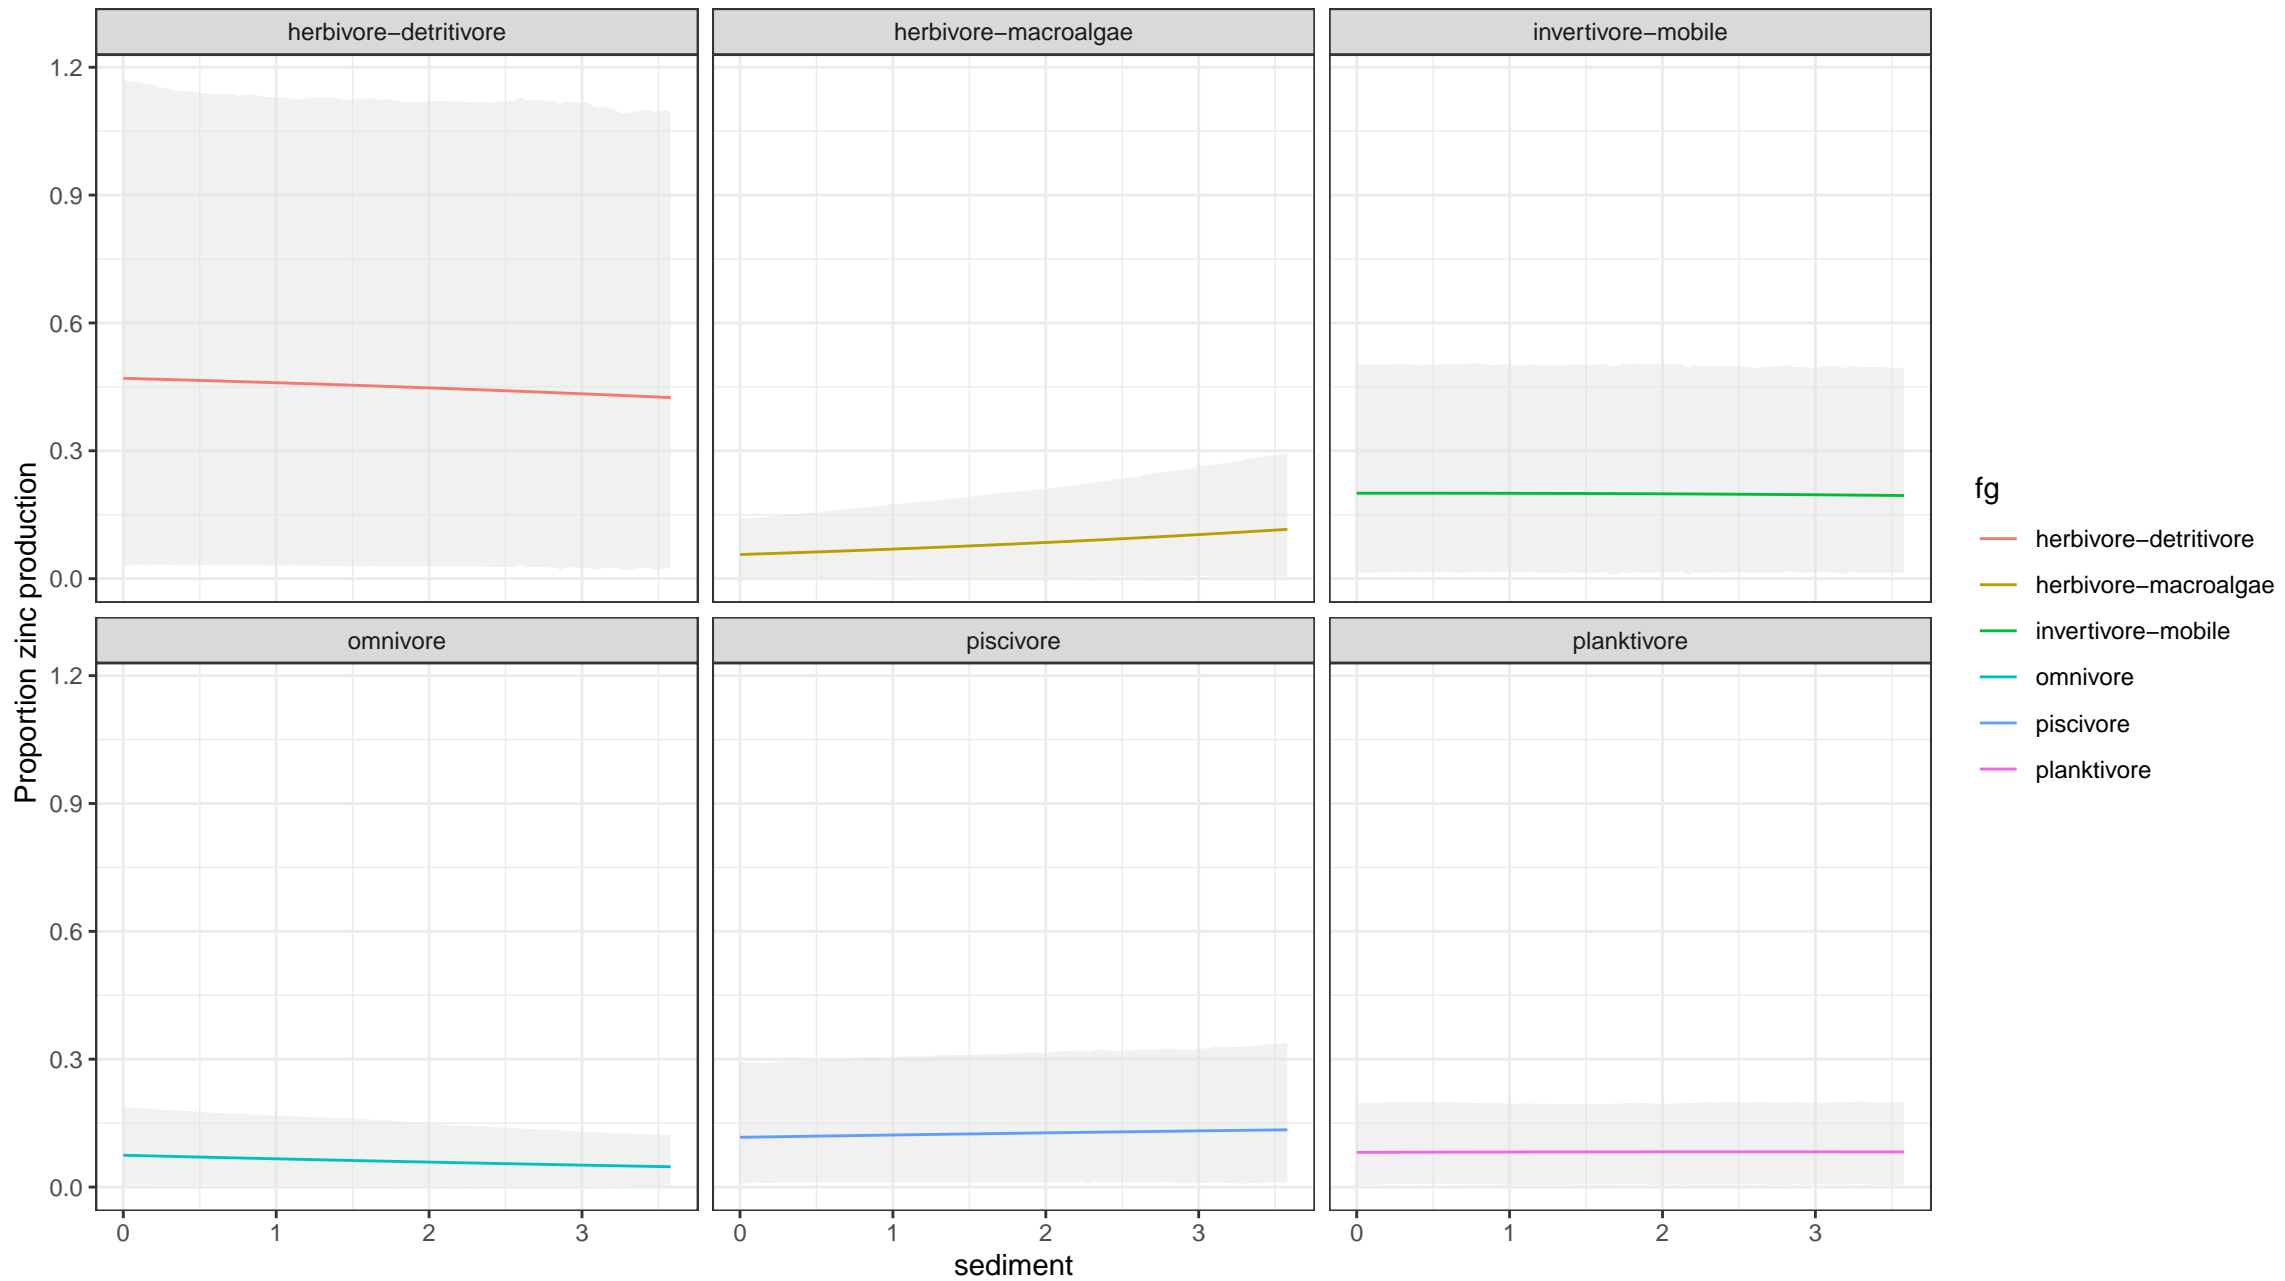 herbivore−detritivore
herbivore−macroalgae
invertivore−mobile
1.2
0.9
0.6
0.3
0.0
omnivore
piscivore
planktivore
1.2
0.9
0.6
0.3
0.0
0 1 2 3
0 1 2 3
0 1 2 3
sediment
Proportion zinc production
fg
herbivore−detritivore
herbivore−macroalgae
invertivore−mobile
omnivore
piscivore
planktivore